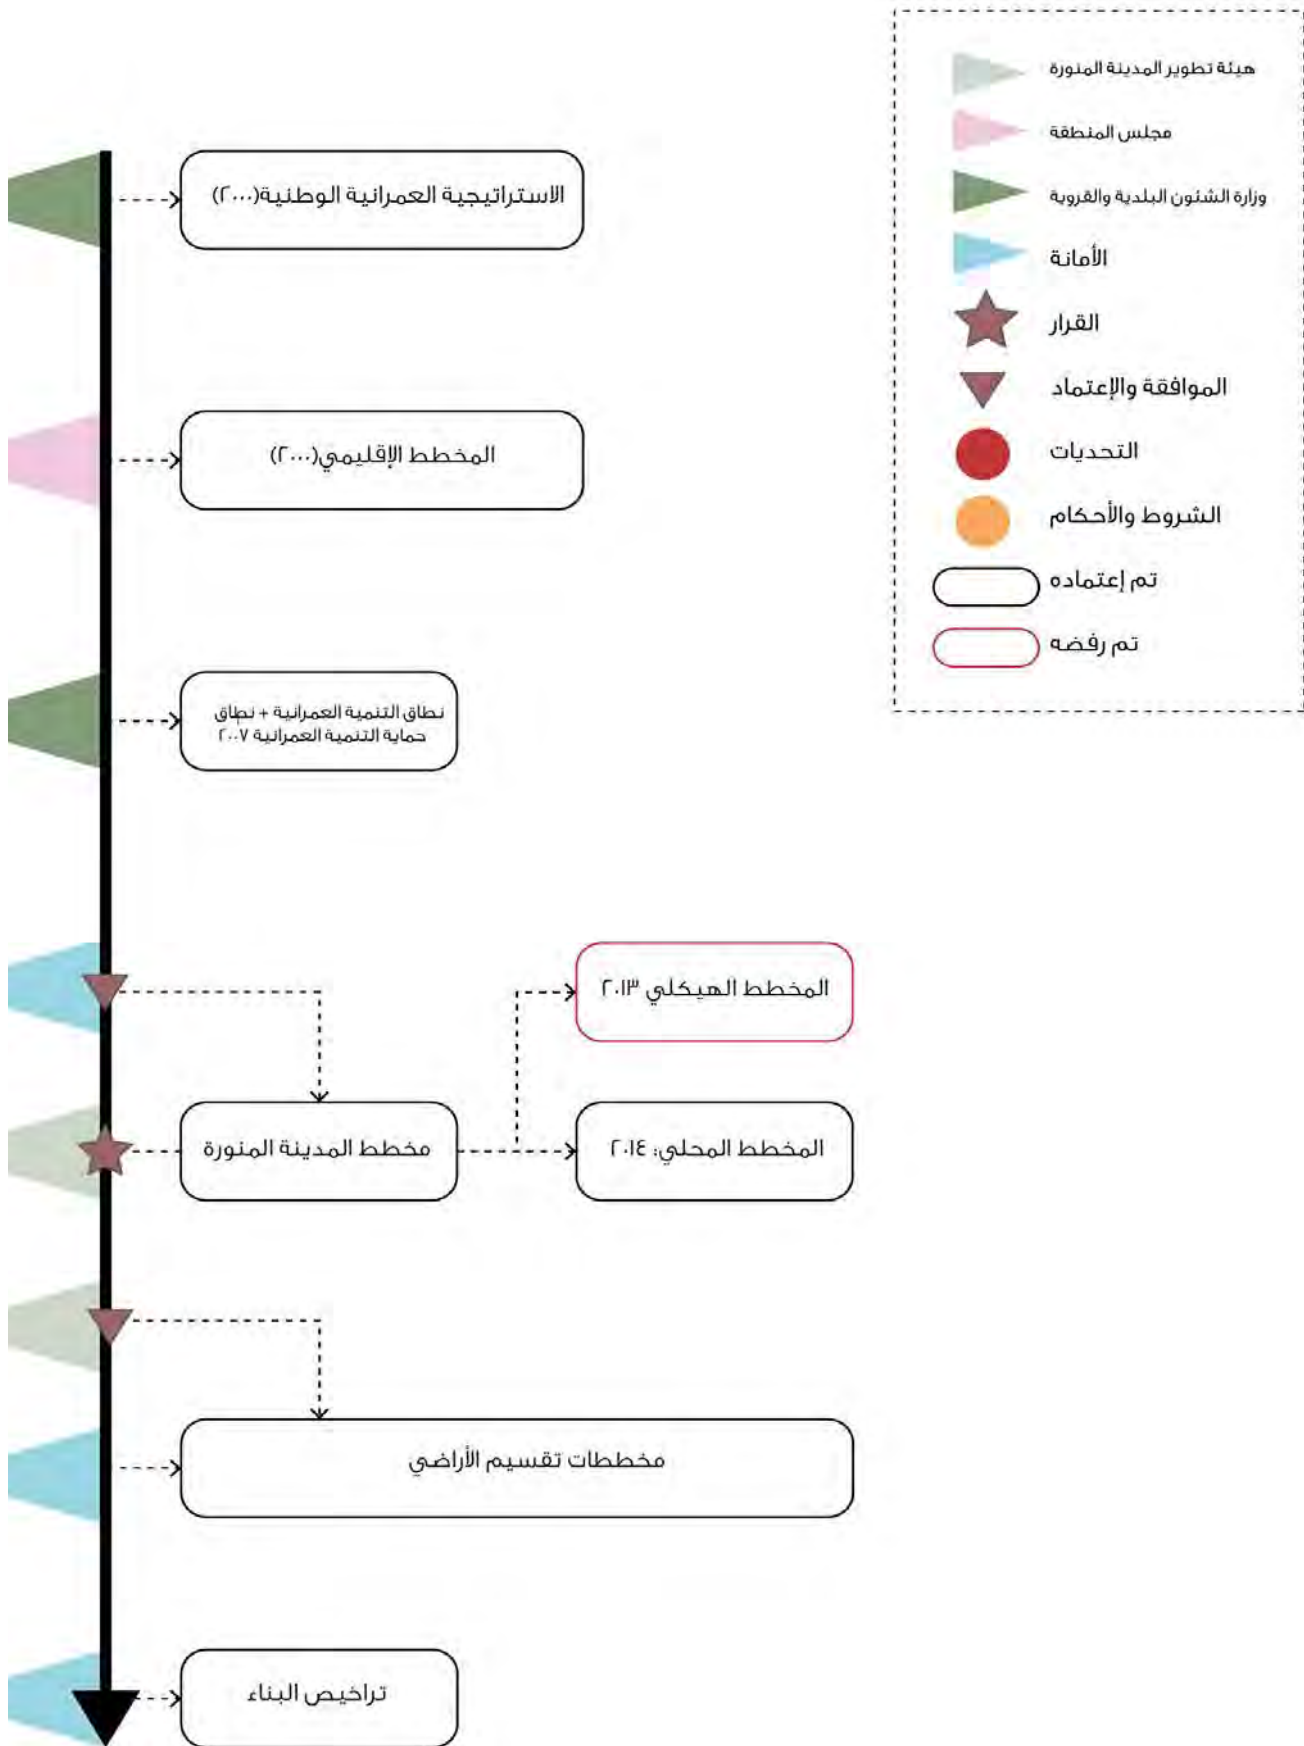 هيئة تطوير المدينة المنورة
مجلس المنطقة
وزارة الشئون البلدية والقروية
الأمانة
القرار
الموافقة والإعتماد
التحديات
الشروط والأحكام
تم إعتماده
تم رفضه
الاستراتيجية العمرانية الوطنية(٢٠٠٠)
المخطط الإقليمي(٢٠٠٠)
نطاق التنمية العمرانية + نطاق
حماية التنمية العمرانية ٢٠٠٧
المخطط الهيكلي ٢٠١٣
مخطط المدينة المنورة
المخطط المحلي: ٢٠١٤
مخططات تقسيم الأراضي
تراخيص البناء